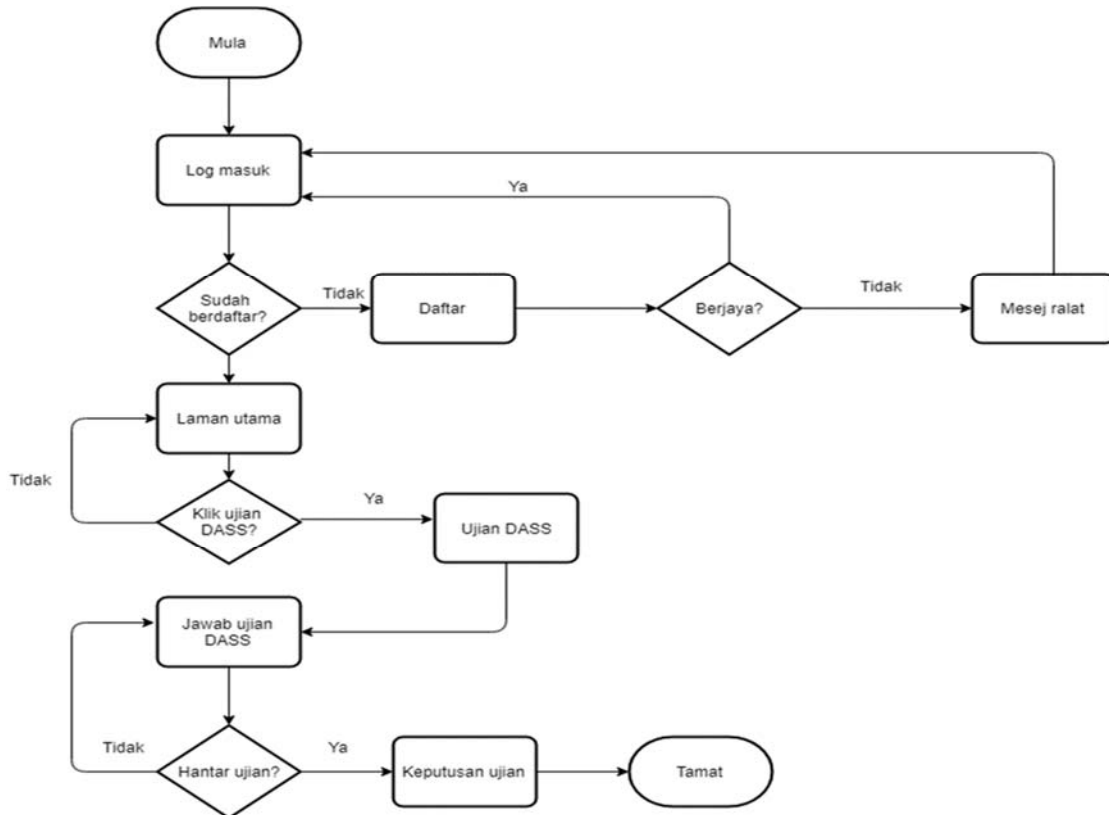 Mula
Log masuk
Ya
Sudah
berdaftar?
Tidak
Daftar
Berjaya?
Tidak
Mesej ralat
Laman utama
Tidak
Klik ujian
DASS?
Ya
Ujian DASS
Jawab ujian
DASS
Tidak
Hantar ujian?
Ya
Keputusan ujian
Tamat